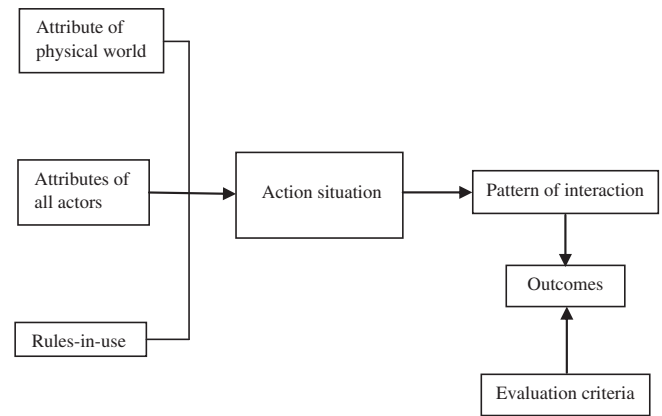 Attribute of
physical world
Attributes of
all actors
Rules-in-use
Action situation
Pattern of interaction
Outcomes
Evaluation criteria